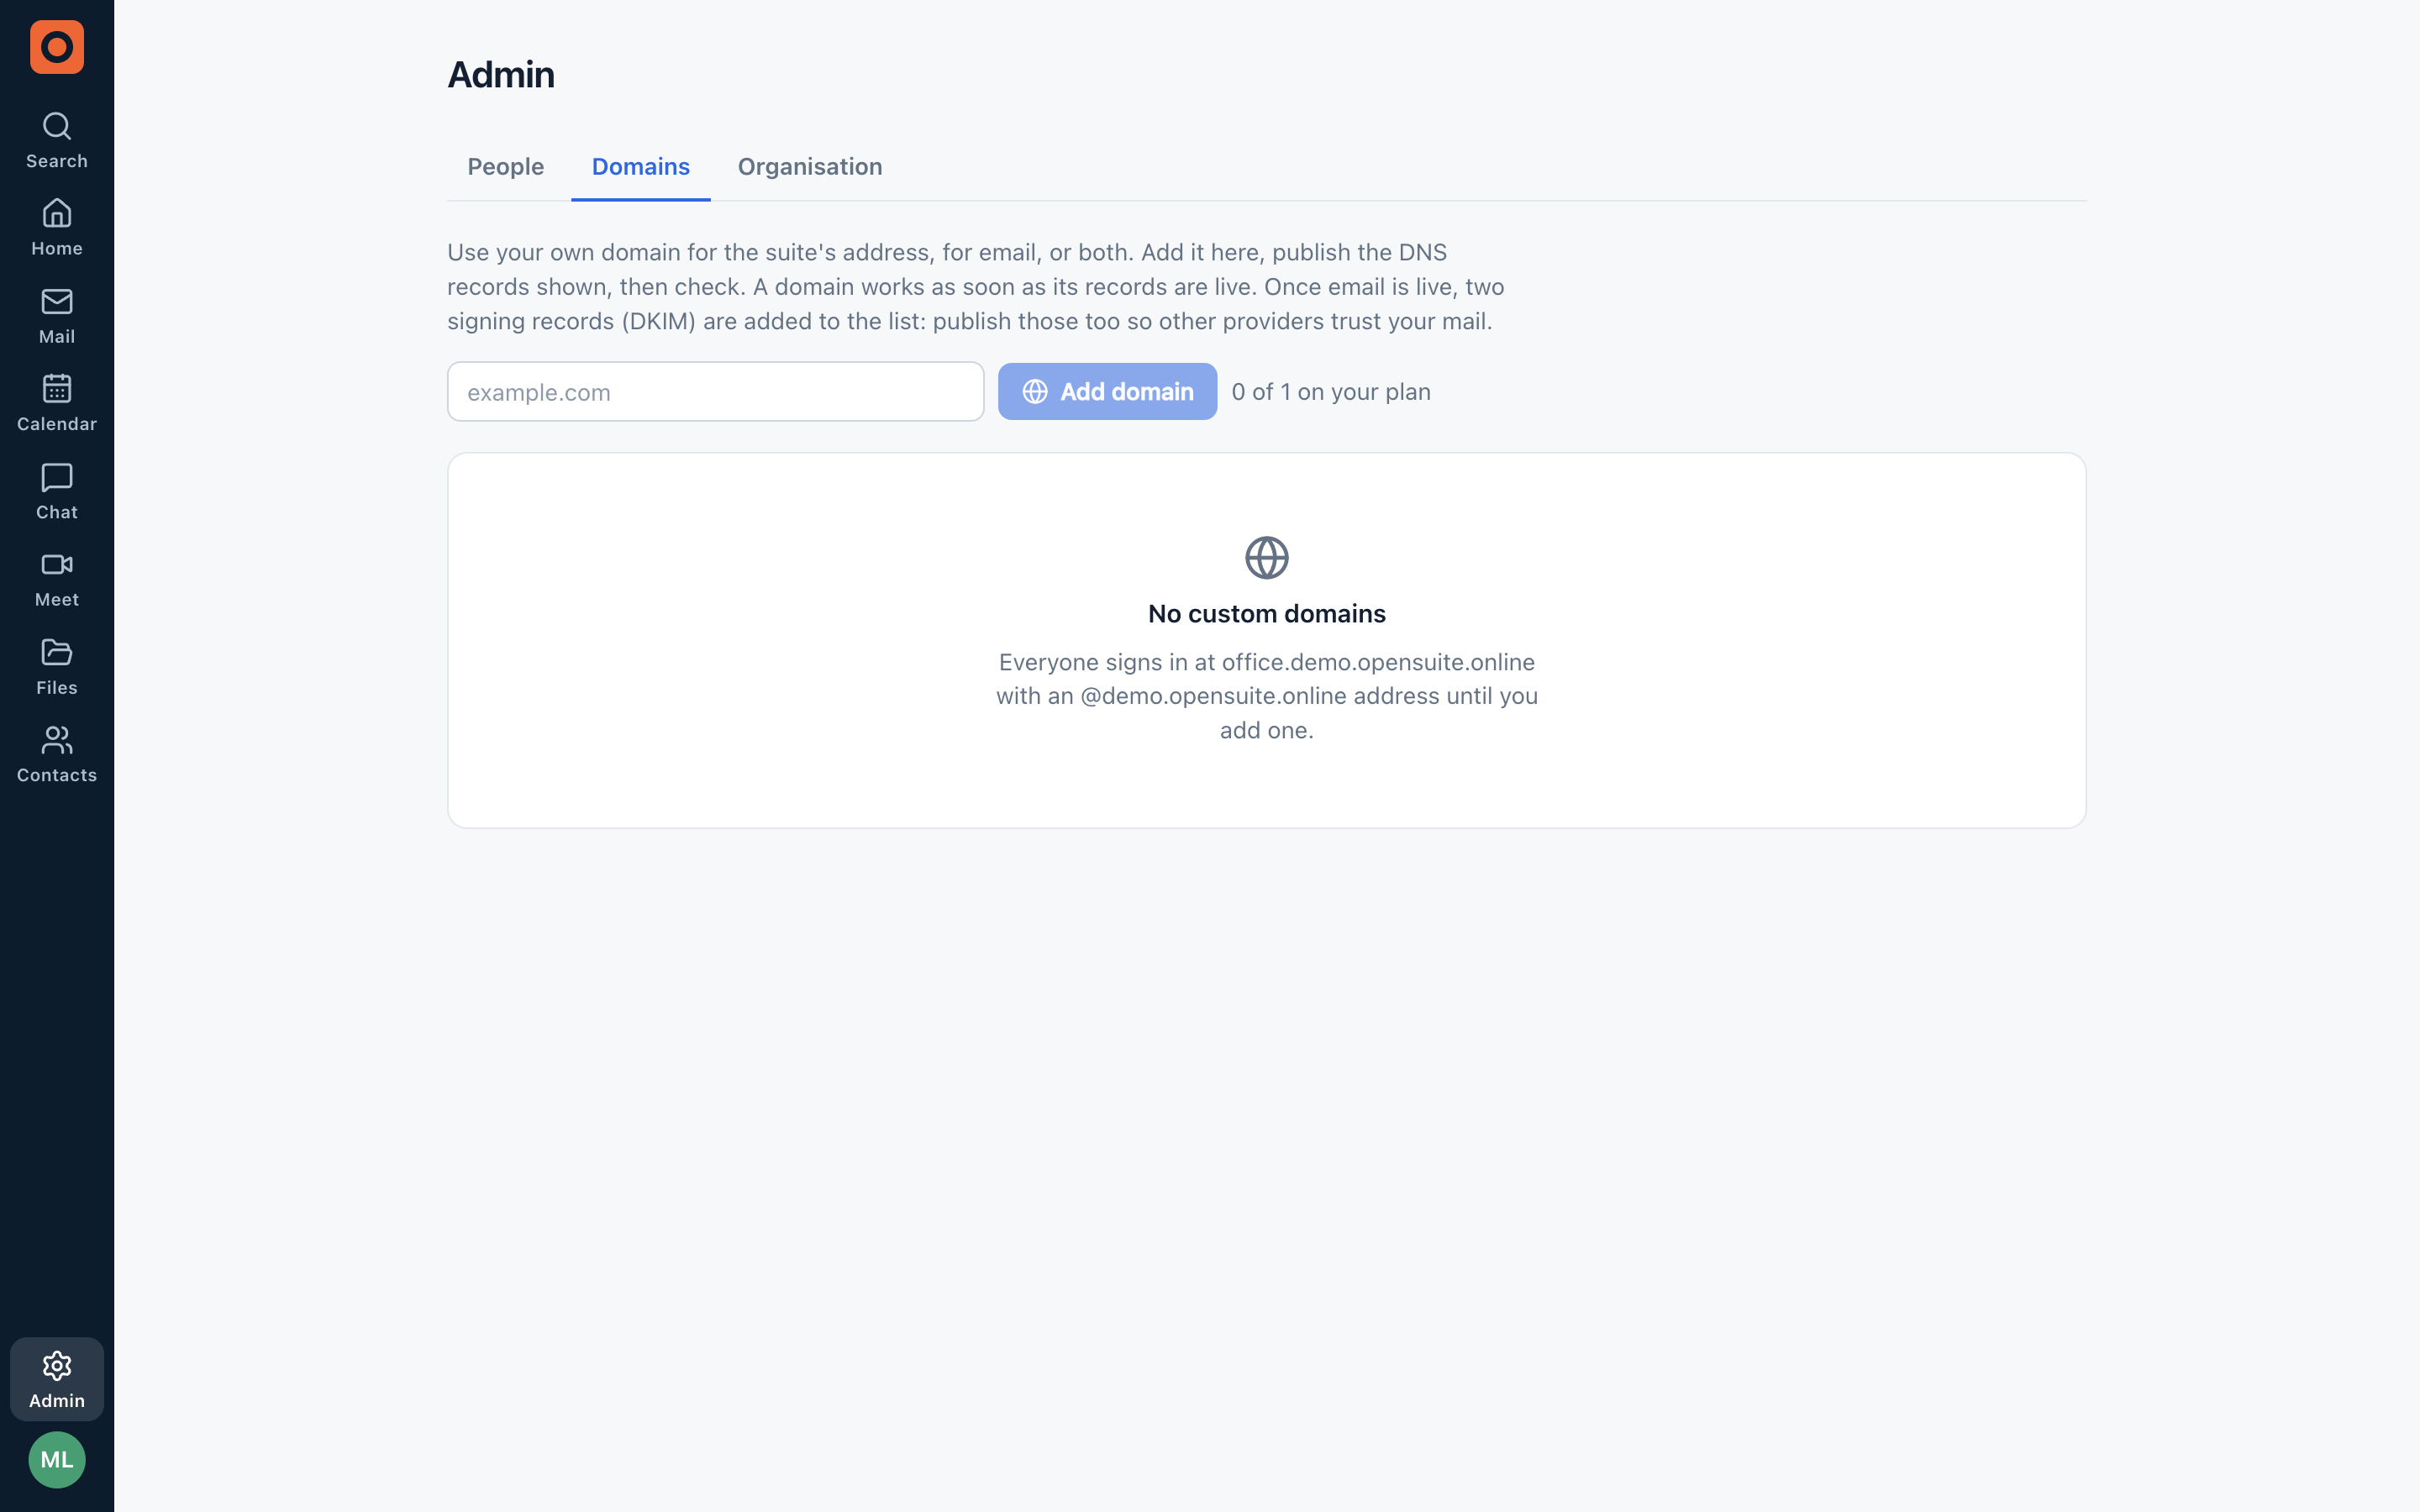 Search
Home
Mail
Calendar
Chat
Meet
Files
Contacts
Admin
ML
Admin
People
Domains
Organisation
Use your own domain for the suite's address, for email, or both. Add it here, publish the DNS
records shown, then check. A domain works as soon as its records are live. Once email is live, two
signing records (DKIM) are added to the list: publish those too so other providers trust your mail.
example.com
Add domain
0 of 1 on your plan
No custom domains
Everyone signs in at office.demo.opensuite.online
with an @demo.opensuite.online address until you
add one.